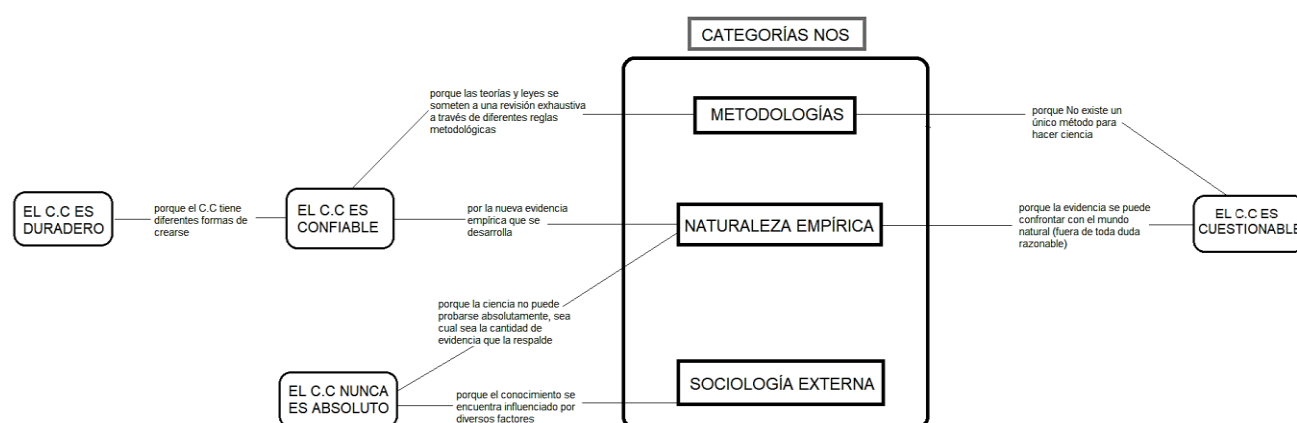 CATEGORÍAS NOS
porque las teorías y leyes se
someten a una revisión exhaustiva
a través de diferentes reglas
metodológicas
METODOLOGÍAS
porque No existe un
único método para
hacer ciencia
EL C.C ES
DURADERO
porque el C.C tiene
diferentes formas de
crearse
EL C.C ES
CONFIABLE
por la nueva evidencia
empírica que se
desarrolla
NATURALEZA EMPÍRICA
porque la evidencia se puede
confrontar con el mundo
natural (fuera de toda duda
razonable)
EL C.C ES
CUESTIONABLE
porque la ciencia no puede
probarse absolutamente, sea
cual sea la cantidad de
evidencia que la respalde
EL C.C NUNCA
ES ABSOLUTO
porque el conocimiento se
encuentra influenciado por
diversos factores
SOCIOLOGÍA EXTERNA